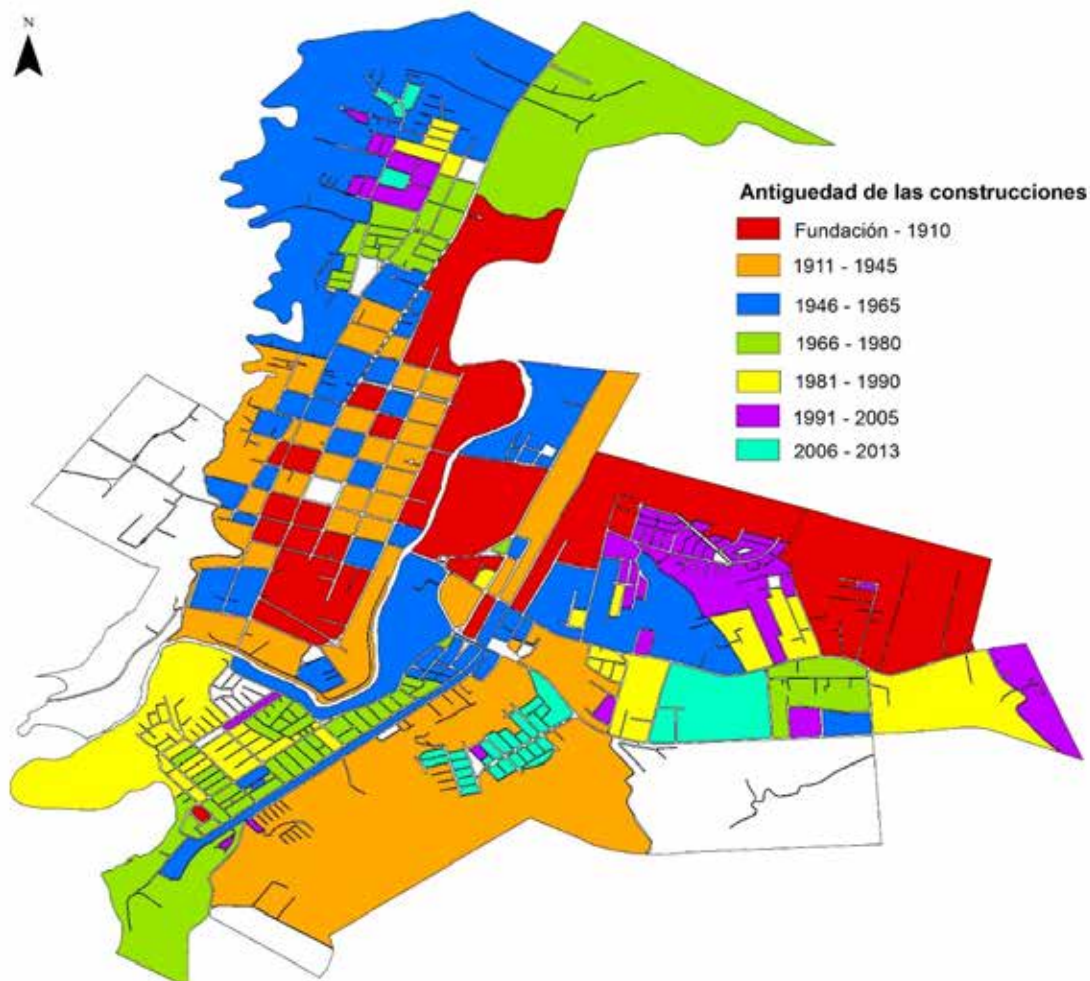 N
Antiguedad de las construcciones
Fundación - 1910
1911 - 1945
1946 - 1965
1966 - 1980
1981 - 1990
1991 - 2005
2006 - 2013